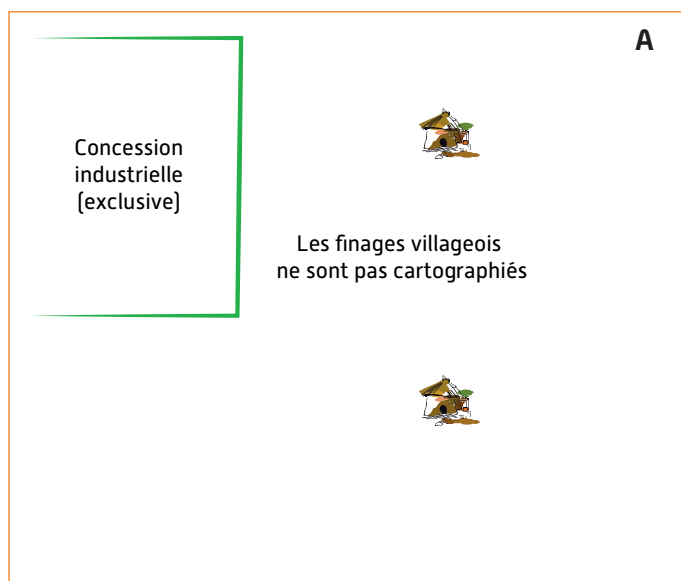 A
Concession
industrielle
(exclusive)
Les finages villageois
ne sont pas cartographiés